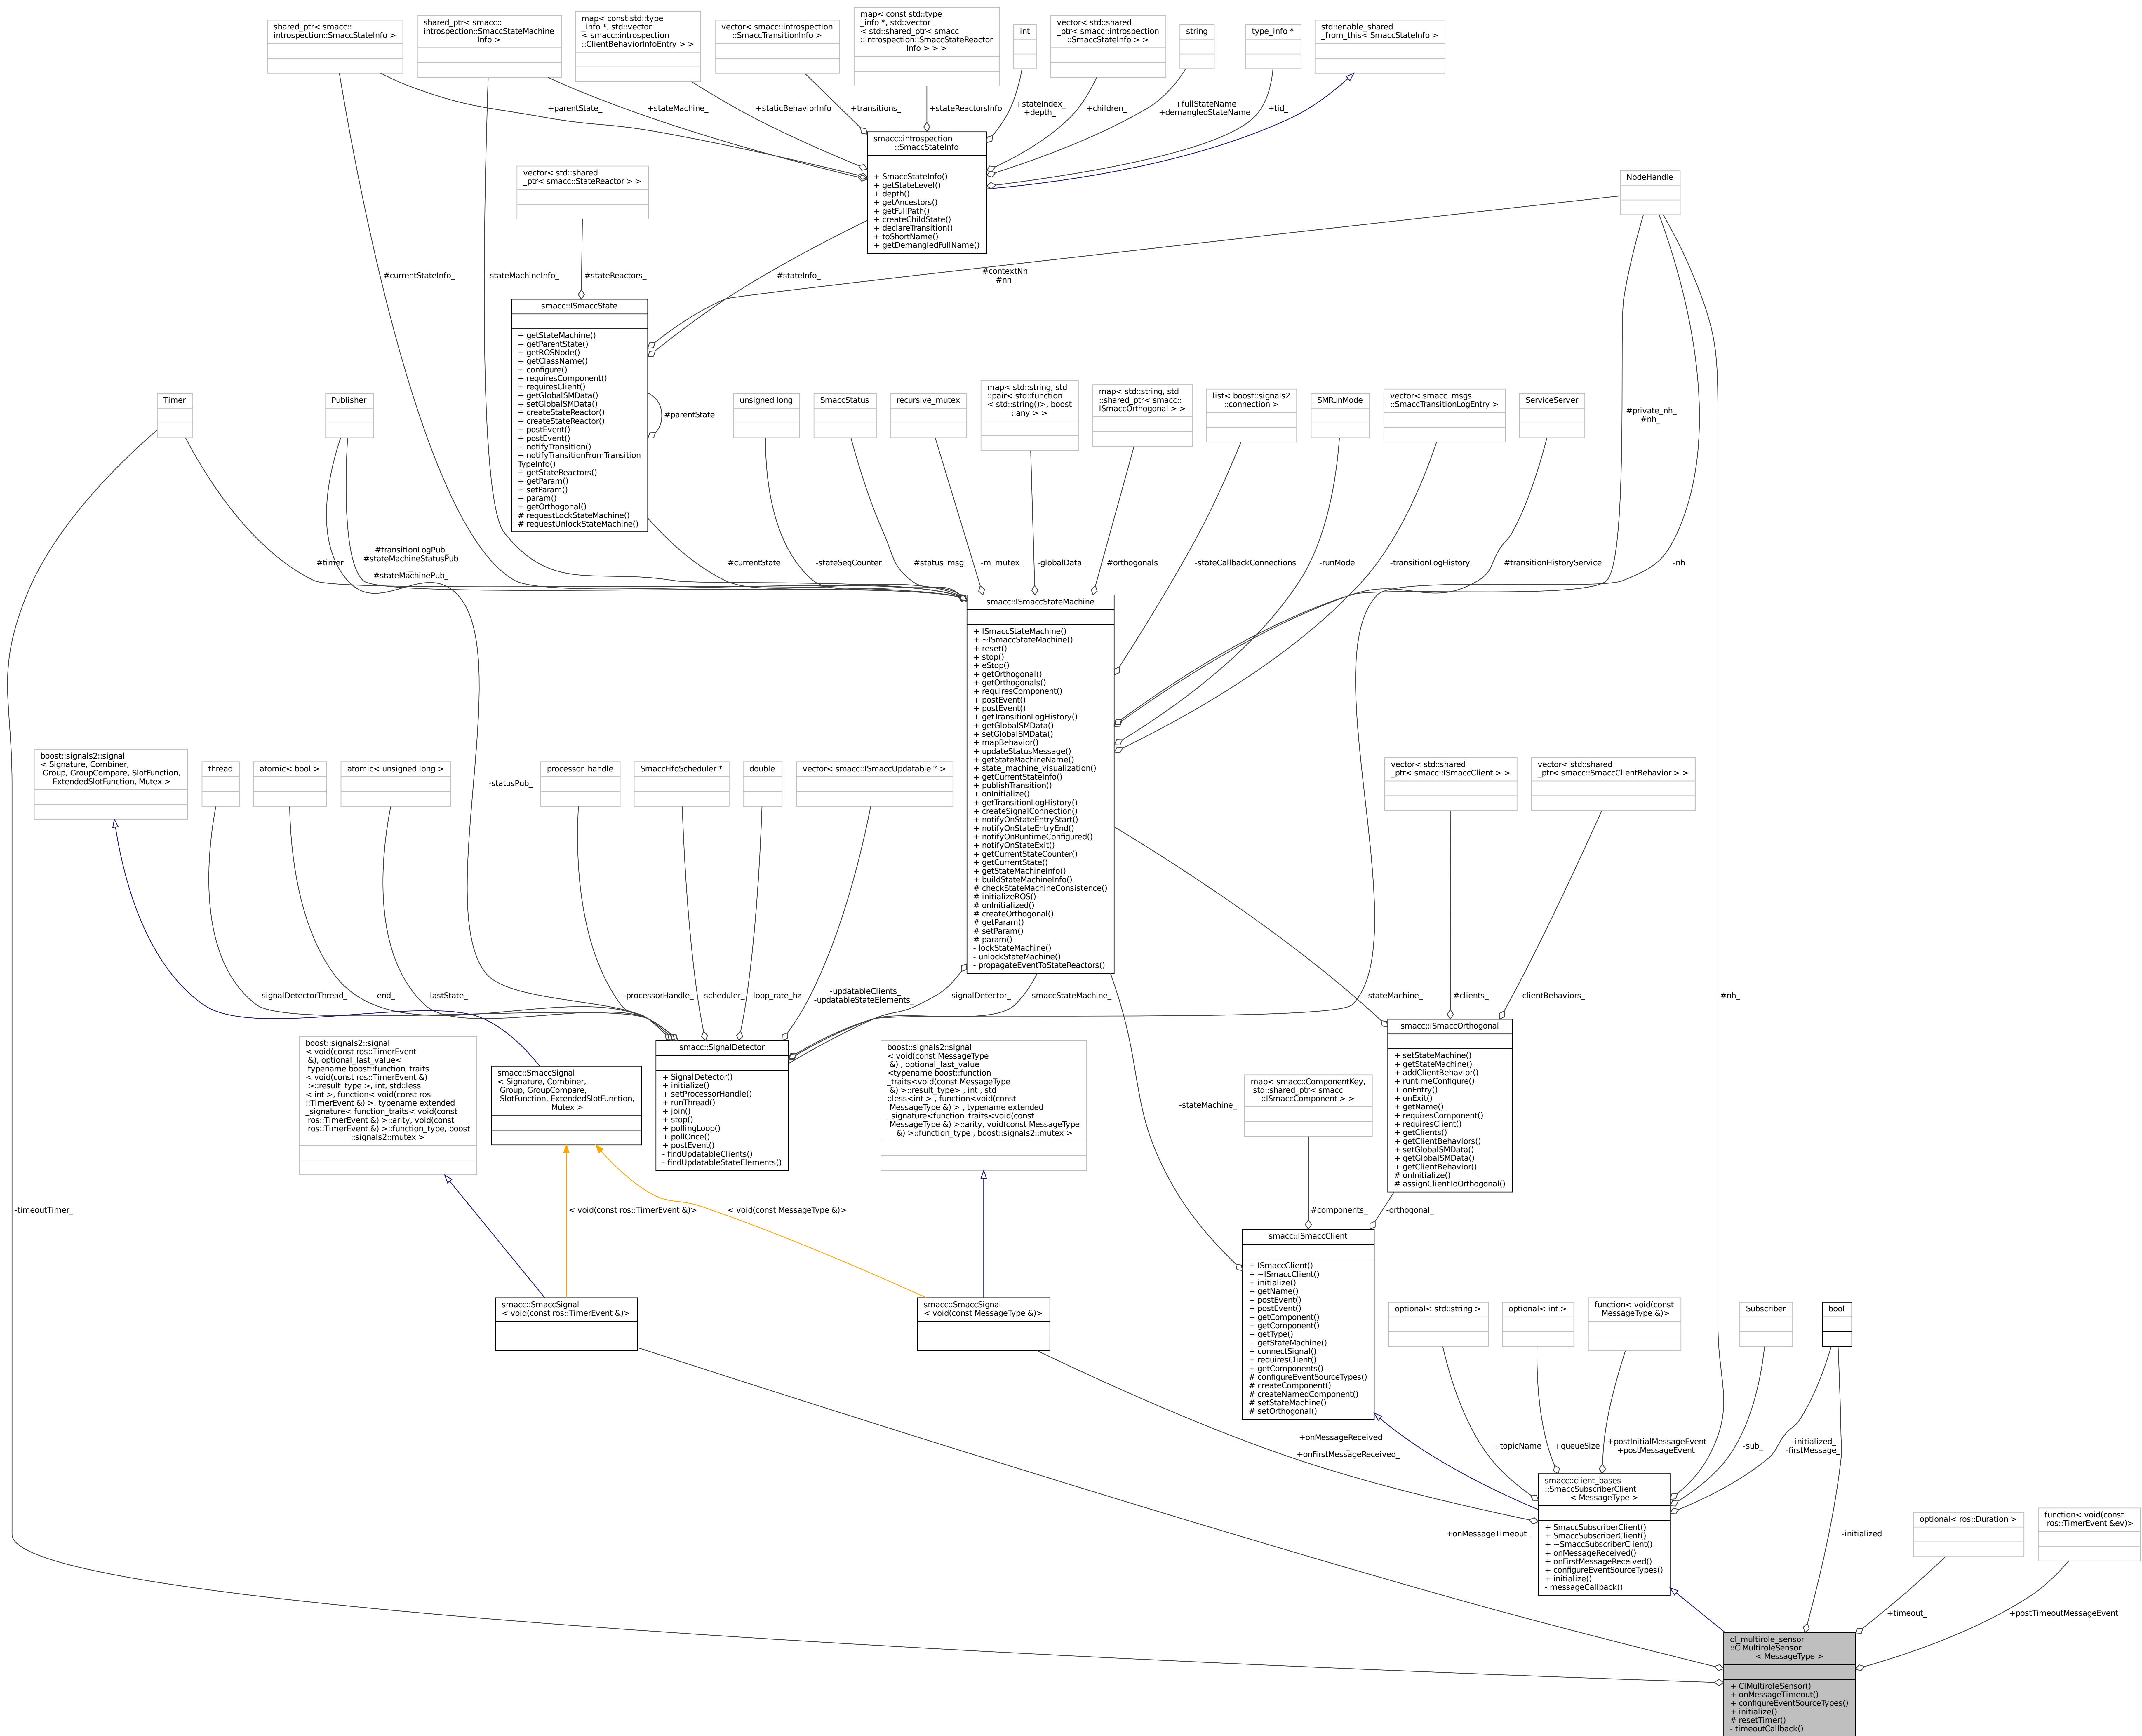 shared_ptr< smacc::
introspection::SmaccStateInfo >
shared_ptr< smacc::
introspection::SmaccStateMachine
Info >
map< const std::type
_info *, std::vector
< smacc::introspection
::ClientBehaviorInfoEntry > >
vector< smacc::introspection
::SmaccTransitionInfo >
map< const std::type
_info *, std::vector
< std::shared_ptr< smacc
::introspection::SmaccStateReactor
Info > > >
int
vector< std::shared
_ptr< smacc::introspection
::SmaccStateInfo > >
string
type_info *
std::enable_shared
_from_this< SmaccStateInfo >
+parentState_
+stateMachine_
+staticBehaviorInfo
+transitions_
+stateReactorsInfo
+stateIndex_
+depth_
+children_
+fullStateName
+demangledStateName
+tid_
smacc::introspection
::SmaccStateInfo
+ SmaccStateInfo()
+ getStateLevel()
+ depth()
+ getAncestors()
+ getFullPath()
+ createChildState()
+ declareTransition()
+ toShortName()
+ getDemangledFullName()
vector< std::shared
_ptr< smacc::StateReactor > >
NodeHandle
#currentStateInfo_
-stateMachineInfo_
#stateReactors_
#stateInfo_
#contextNh
#nh
smacc::ISmaccState
+ getStateMachine()
+ getParentState()
+ getROSNode()
+ getClassName()
+ configure()
+ requiresComponent()
+ requiresClient()
+ getGlobalSMData()
+ setGlobalSMData()
+ createStateReactor()
+ createStateReactor()
+ postEvent()
+ postEvent()
+ notifyTransition()
+ notifyTransitionFromTransition
TypeInfo()
+ getStateReactors()
+ getParam()
+ setParam()
+ param()
+ getOrthogonal()
# requestLockStateMachine()
# requestUnlockStateMachine()
#parentState_
Timer
Publisher
unsigned long
SmaccStatus
recursive_mutex
map< std::string, std
::pair< std::function
< std::string()>, boost
::any > >
map< std::string, std
::shared_ptr< smacc::
ISmaccOrthogonal > >
list< boost::signals2
::connection >
SMRunMode
vector< smacc_msgs
::SmaccTransitionLogEntry >
ServiceServer
#private_nh_
#nh_
#timer_
#transitionLogPub_
#stateMachineStatusPub
_
#stateMachinePub_
#currentState_
-stateSeqCounter_
#status_msg_
-m_mutex_
-globalData_
#orthogonals_
-stateCallbackConnections
-runMode_
-transitionLogHistory_
#transitionHistoryService_
-nh_
smacc::ISmaccStateMachine
+ ISmaccStateMachine()
+ ~ISmaccStateMachine()
+ reset()
+ stop()
+ eStop()
+ getOrthogonal()
+ getOrthogonals()
+ requiresComponent()
+ postEvent()
+ postEvent()
+ getTransitionLogHistory()
+ getGlobalSMData()
+ setGlobalSMData()
+ mapBehavior()
+ updateStatusMessage()
+ getStateMachineName()
+ state_machine_visualization()
+ getCurrentStateInfo()
+ publishTransition()
+ onInitialize()
+ getTransitionLogHistory()
+ createSignalConnection()
+ notifyOnStateEntryStart()
+ notifyOnStateEntryEnd()
+ notifyOnRuntimeConfigured()
+ notifyOnStateExit()
+ getCurrentStateCounter()
+ getCurrentState()
+ getStateMachineInfo()
+ buildStateMachineInfo()
# checkStateMachineConsistence()
# initializeROS()
# onInitialized()
# createOrthogonal()
# getParam()
# setParam()
# param()
- lockStateMachine()
- unlockStateMachine()
- propagateEventToStateReactors()
boost::signals2::signal
< Signature, Combiner,
Group, GroupCompare, SlotFunction,
ExtendedSlotFunction, Mutex >
thread
atomic< bool >
atomic< unsigned long >
-statusPub_
processor_handle
SmaccFifoScheduler *
double
vector< smacc::ISmaccUpdatable * >
vector< std::shared
_ptr< smacc::ISmaccClient > >
vector< std::shared
_ptr< smacc::SmaccClientBehavior > >
-signalDetectorThread_
-end_
-lastState_
-processorHandle_
-scheduler_
-loop_rate_hz
-updatableClients_
-updatableStateElements_
-signalDetector_
-smaccStateMachine_
-stateMachine_
#clients_
-clientBehaviors_
#nh_
boost::signals2::signal
< void(const ros::TimerEvent
&), optional_last_value<
typename boost::function_traits
< void(const ros::TimerEvent &)
>::result_type >, int, std::less
< int >, function< void(const ros
::TimerEvent &) >, typename extended
_signature< function_traits< void(const
ros::TimerEvent &) >::arity, void(const
ros::TimerEvent &) >::function_type, boost
::signals2::mutex >
smacc::SmaccSignal
< Signature, Combiner,
Group, GroupCompare,
SlotFunction, ExtendedSlotFunction,
Mutex >
smacc::SignalDetector
+ SignalDetector()
+ initialize()
+ setProcessorHandle()
+ runThread()
+ join()
+ stop()
+ pollingLoop()
+ pollOnce()
+ postEvent()
- findUpdatableClients()
- findUpdatableStateElements()
boost::signals2::signal
< void(const MessageType
&) , optional_last_value
<typename boost::function
_traits<void(const MessageType
&) >::result_type> , int , std
::less<int > , function<void(const
MessageType &) > , typename extended
_signature<function_traits<void(const
MessageType &) >::arity, void(const MessageType
&) >::function_type , boost::signals2::mutex >
-stateMachine_
map< smacc::ComponentKey,
std::shared_ptr< smacc
::ISmaccComponent > >
smacc::ISmaccOrthogonal
+ setStateMachine()
+ getStateMachine()
+ addClientBehavior()
+ runtimeConfigure()
+ onEntry()
+ onExit()
+ getName()
+ requiresComponent()
+ requiresClient()
+ getClients()
+ getClientBehaviors()
+ setGlobalSMData()
+ getGlobalSMData()
+ getClientBehavior()
# onInitialize()
# assignClientToOrthogonal()
-timeoutTimer_
< void(const ros::TimerEvent &)>
< void(const MessageType &)>
#components_
-orthogonal_
smacc::SmaccSignal
< void(const ros::TimerEvent &)>
smacc::SmaccSignal
< void(const MessageType &)>
smacc::ISmaccClient
+ ISmaccClient()
+ ~ISmaccClient()
+ initialize()
+ getName()
+ postEvent()
+ postEvent()
+ getComponent()
+ getComponent()
+ getType()
+ getStateMachine()
+ connectSignal()
+ requiresClient()
+ getComponents()
# configureEventSourceTypes()
# createComponent()
# createNamedComponent()
# setStateMachine()
# setOrthogonal()
optional< std::string >
optional< int >
function< void(const
MessageType &)>
Subscriber
bool
+onMessageReceived
_
+onFirstMessageReceived_
+topicName
+queueSize
+postInitialMessageEvent
+postMessageEvent
-sub_
-initialized_
-firstMessage_
smacc::client_bases
::SmaccSubscriberClient
< MessageType >
+ SmaccSubscriberClient()
+ SmaccSubscriberClient()
+ ~SmaccSubscriberClient()
+ onMessageReceived()
+ onFirstMessageReceived()
+ configureEventSourceTypes()
+ initialize()
- messageCallback()
+onMessageTimeout_
-initialized_
optional< ros::Duration >
function< void(const
ros::TimerEvent &ev)>
+timeout_
+postTimeoutMessageEvent
cl_multirole_sensor
::ClMultiroleSensor
< MessageType >
+ ClMultiroleSensor()
+ onMessageTimeout()
+ configureEventSourceTypes()
+ initialize()
# resetTimer()
- timeoutCallback()